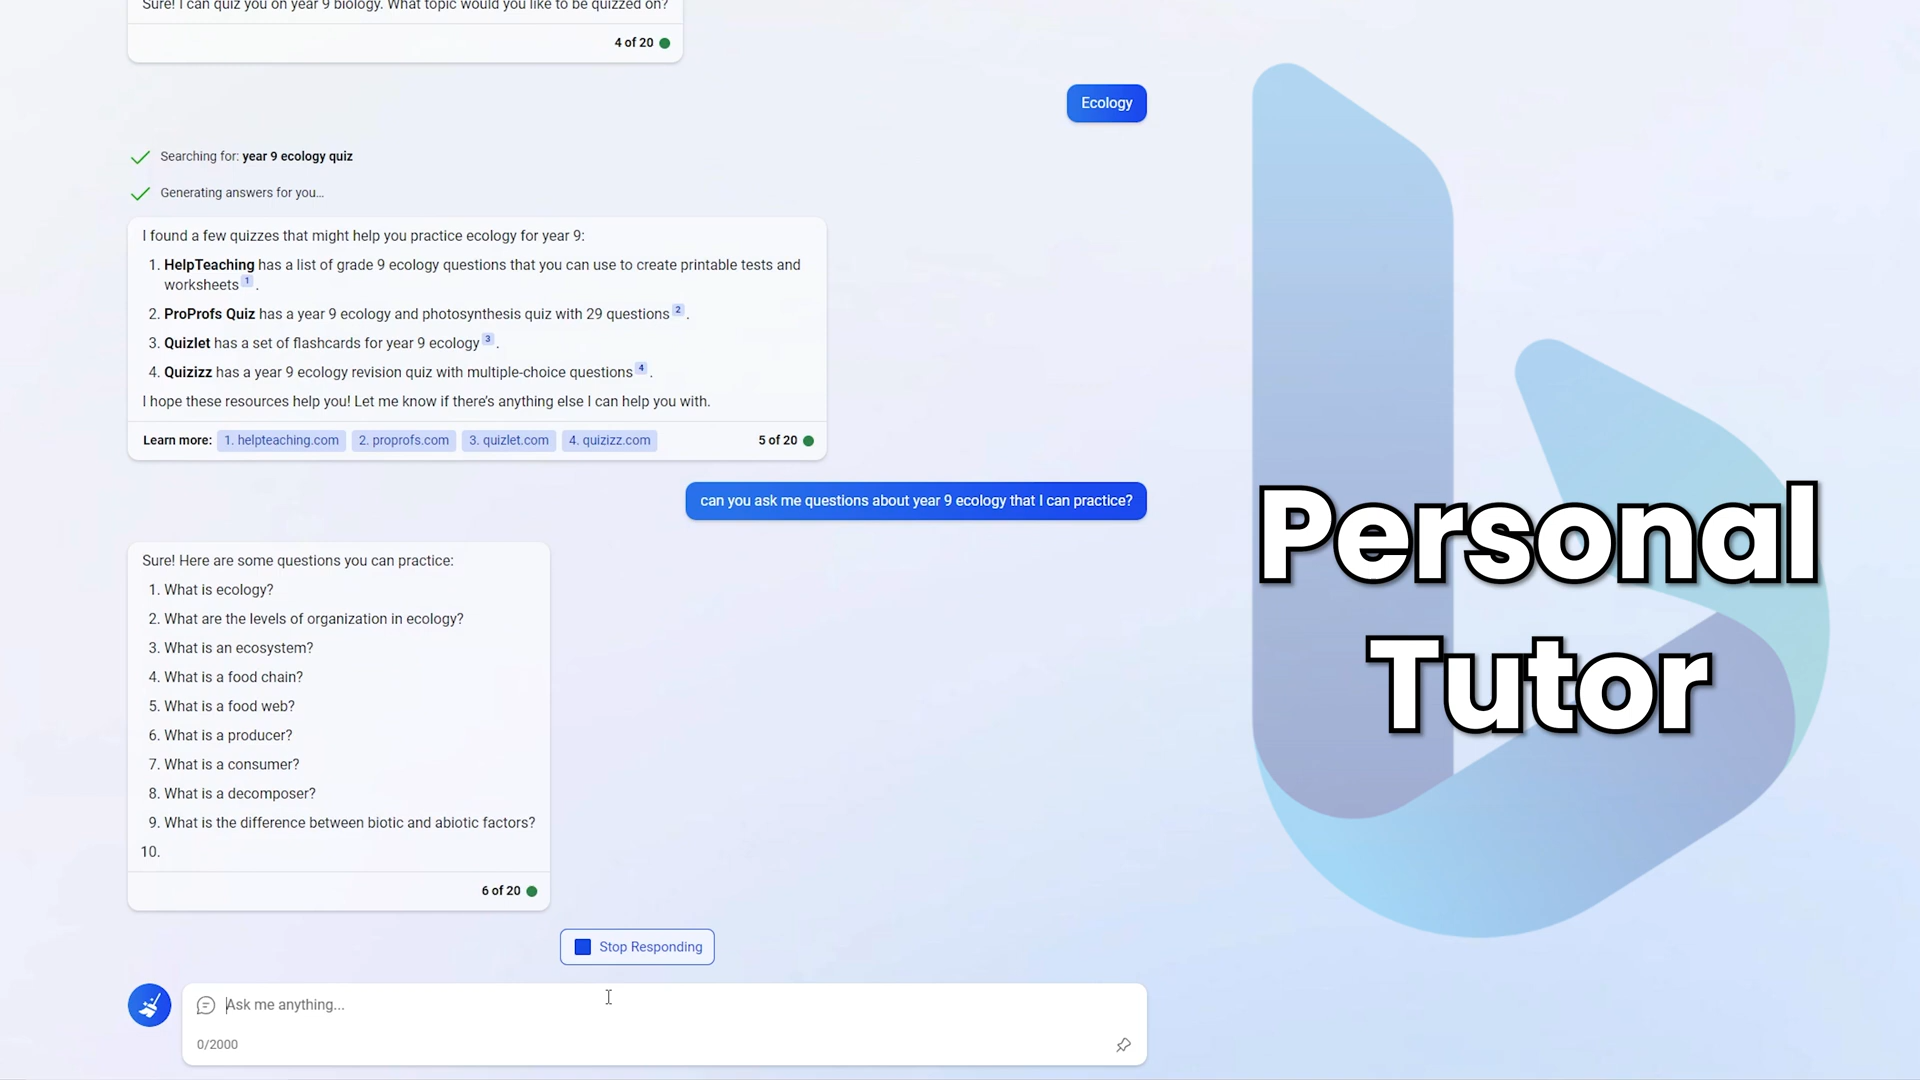 Sure! I can quiz you on year 9 biology. What topic would you like to be quizzed on?
4 of 20
Ecology
Searching for: year 9 ecology quiz
Generating answers for you...
I found a few quizzes that might help you practice ecology for year 9:
1. HelpTeaching has a list of grade 9 ecology questions that you can use to create printable tests and
worksheets 1 .
2. ProProfs Quiz has a year 9 ecology and photosynthesis quiz with 29 questions 2 .
3. Quizlet has a set of flashcards for year 9 ecology 3 .
4. Quizizz has a year 9 ecology revision quiz with multiple-choice questions 4 .
I hope these resources help you! Let me know if there's anything else I can help you with.
Learn more: 1. helpteaching.com 2. proprofs.com 3. quizlet.com 4. quizizz.com 5 of 20
can you ask me questions about year 9 ecology that I can practice?
Sure! Here are some questions you can practice:
1. What is ecology?
2. What are the levels of organization in ecology?
3. What is an ecosystem?
4. What is a food chain?
5. What is a food web?
6. What is a producer?
7. What is a consumer?
8. What is a decomposer?
9. What is the difference between biotic and abiotic factors?
10.
6 of 20
Stop Responding
Ask me anything...
0/2000
Personal
Tutor